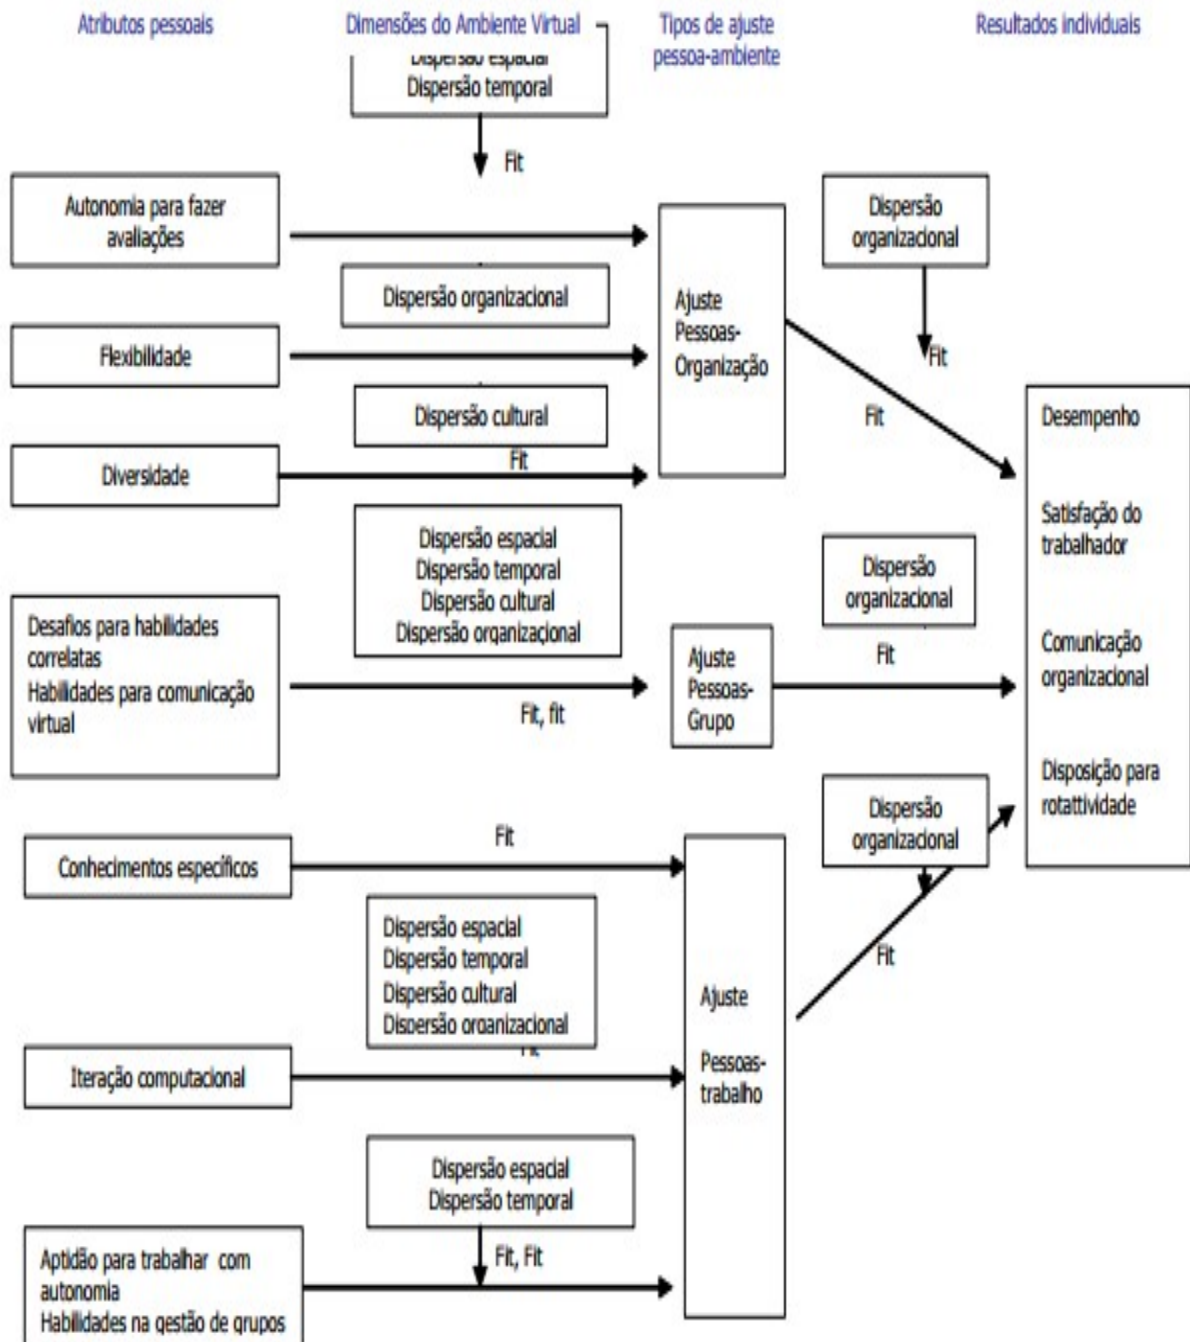 Atributos pessoais
Dimensões do Ambiente Virtual
Tipos de ajuste
pessoa-ambiente
Resultados individuais
Dispersão espacial
Dispersão temporal
Fit
Autonomia para fazer
avaliações
Dispersão
organizacional
Dispersão organizacional
Ajuste
Pessoas-
Organização
Flexibilidade
Fit
Fit
Dispersão cultural
Desempenho
Fit
Diversidade
Satisfação do
trabalhador
Dispersão espacial
Dispersão temporal
Dispersão cultural
Dispersão organizacional
Dispersão
organizacional
Desafios para habilidades
correlatas
Habilidades para comunicação
virtual
Ajuste
Pessoas-
Grupo
Fit
Comunicação
organizacional
Fit, fit
Disposição para
rotattividade
Dispersão
organizacional
Fit
Conhecimentos específicos
Dispersão espacial
Dispersão temporal
Dispersão cultural
Dispersão organizacional
Fit
Ajuste
Pessoas-
trabalho
Iteração computacional
Dispersão espacial
Dispersão temporal
Fit, Fit
Aptidão para trabalhar com
autonomia
Habilidades na gestão de grupos